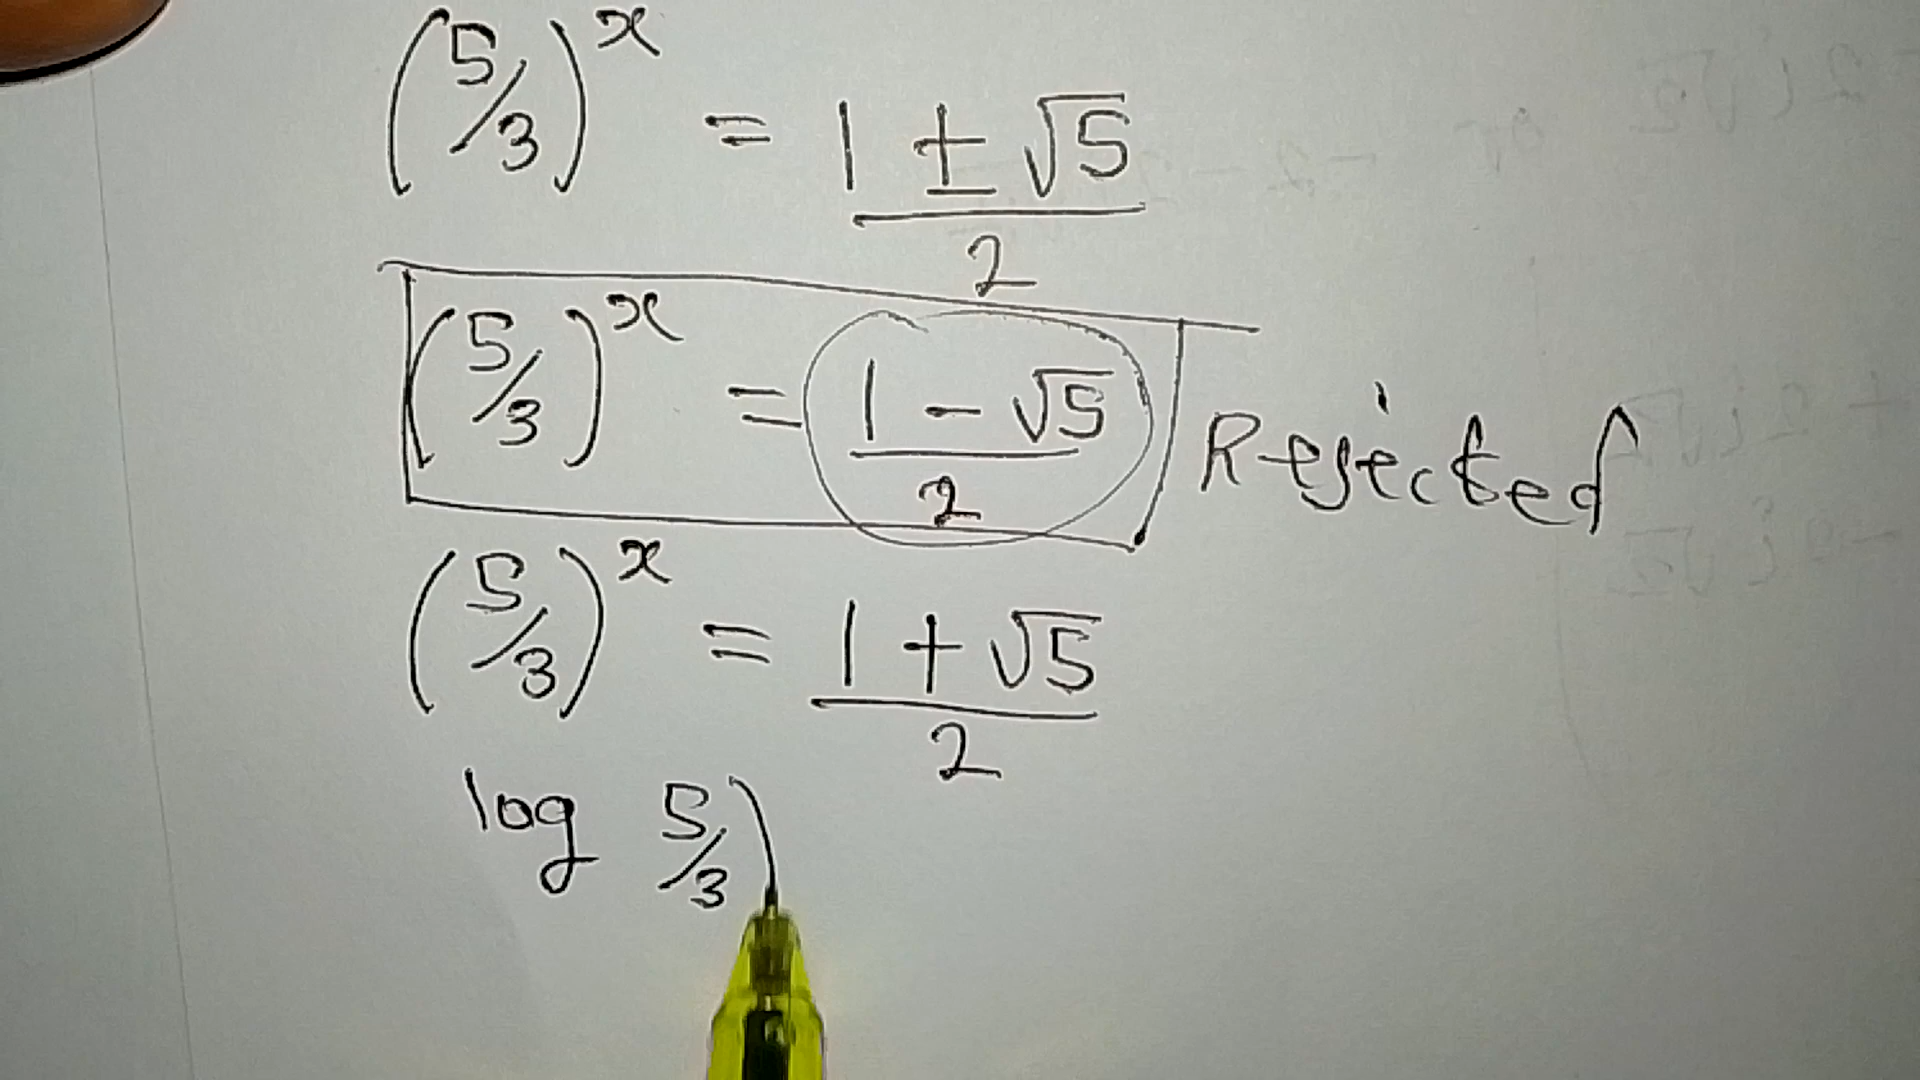 (5/3)^x = (1 ± √5)/2
(5/3)^x = (1 - √5)/2 Rejected
(5/3)^x = (1 + √5)/2
log 5/3)